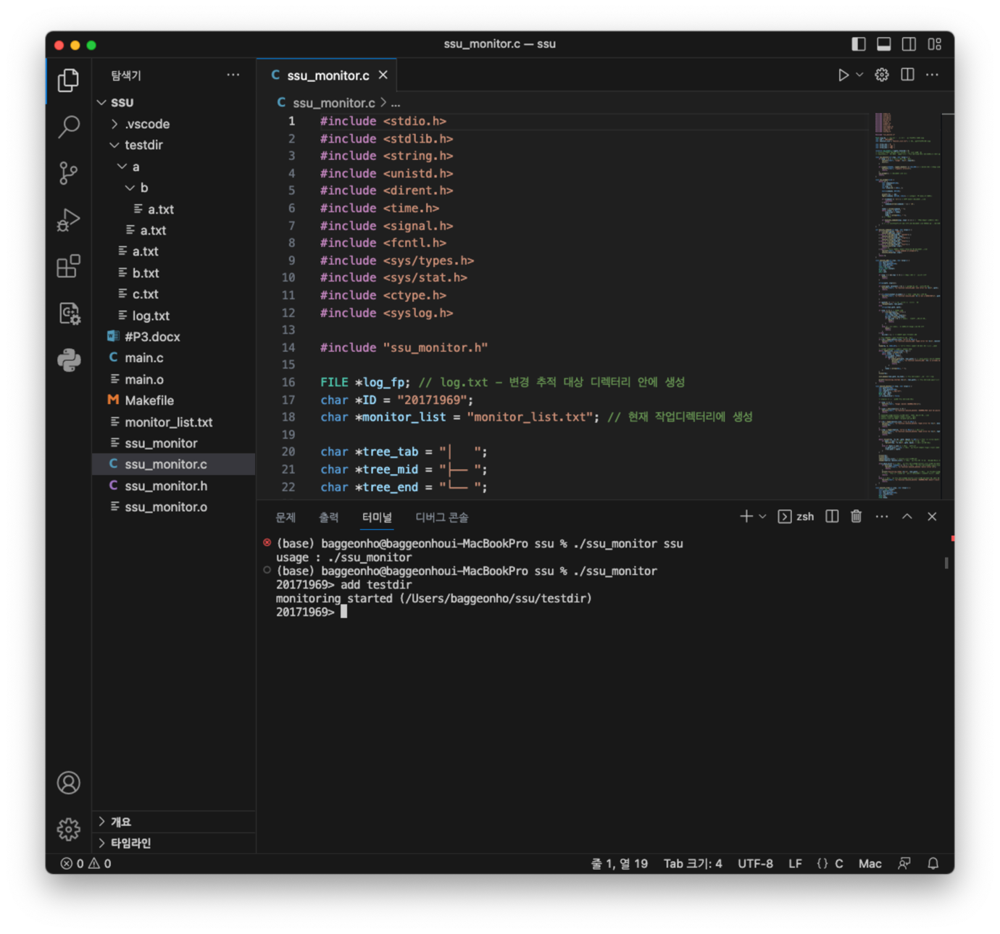 ssu_monitor.c — ssu
탐색기
SSU
.vscode
testdir
a
b
a.txt
a.txt
a.txt
b.txt
c.txt
log.txt
#P3.docx
C main.c
main.o
M Makefile
monitor_list.txt
ssu_monitor
C ssu_monitor.c
C ssu_monitor.h
ssu_monitor.o
개요
타임라인
C ssu_monitor.c
C ssu_monitor.c > ...
1 #include <stdio.h>
2 #include <stdlib.h>
3 #include <string.h>
4 #include <unistd.h>
5 #include <dirent.h>
6 #include <time.h>
7 #include <signal.h>
8 #include <fcntl.h>
9 #include <sys/types.h>
10 #include <sys/stat.h>
11 #include <ctype.h>
12 #include <syslog.h>
13
14 #include "ssu_monitor.h"
15
16 FILE *log_fp; // log.txt - 변경 추적 대상 디렉터리 안에 생성
17 char *ID = "20171969";
18 char *monitor_list = "monitor_list.txt"; // 현재 작업디렉터리에 생성
19
20 char *tree_tab = "│   ";
21 char *tree_mid = "├── ";
22 char *tree_end = "└── ";
문제 출력 터미널 디버그 콘솔
zsh
(base) baggeonho@baggeonhoui-MacBookPro ssu % ./ssu_monitor ssu
usage : ./ssu_monitor
(base) baggeonho@baggeonhoui-MacBookPro ssu % ./ssu_monitor
20171969> add testdir
monitoring started (/Users/baggeonho/ssu/testdir)
20171969>
0 0
줄 1, 열 19 Tab 크기: 4 UTF-8 LF {} C Mac